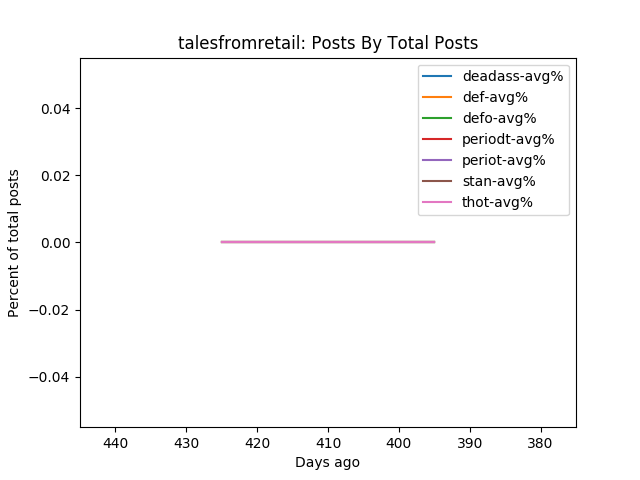 talesfromretail: Posts By Total Posts
deadass-avg%
def-avg%
defo-avg%
periodt-avg%
periot-avg%
stan-avg%
thot-avg%
Percent of total posts
0.04
0.02
0.00
−0.02
−0.04
440 430 420 410 400 390 380
Days ago